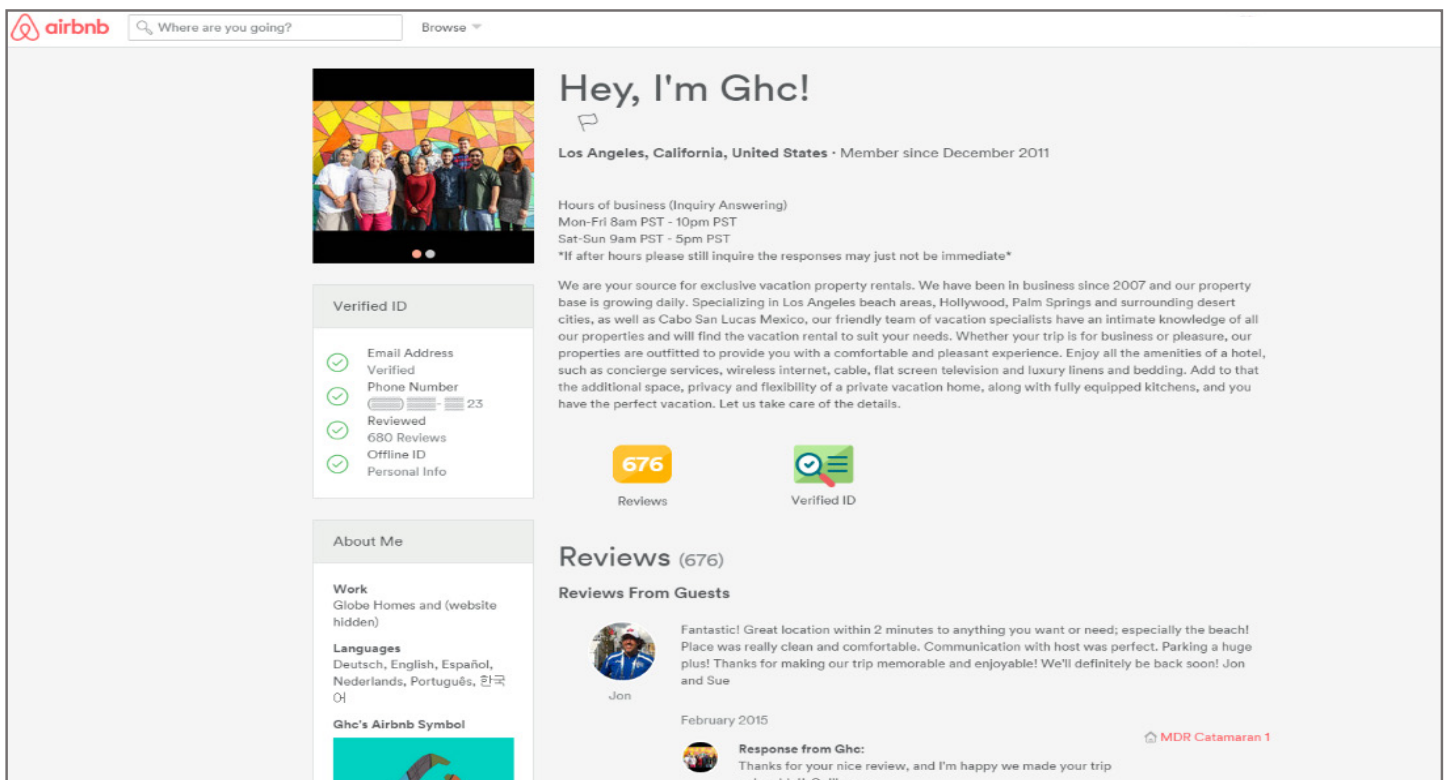 airbnb
Where are you going?
Browse
Hey, I'm Ghc!
Los Angeles, California, United States · Member since December 2011
Hours of business (Inquiry Answering)
Mon-Fri 8am PST - 10pm PST
Sat-Sun 9am PST - 5pm PST
*If after hours please still inquire the responses may just not be immediate*
We are your source for exclusive vacation property rentals. We have been in business since 2007 and our property
base is growing daily. Specializing in Los Angeles beach areas, Hollywood, Palm Springs and surrounding desert
cities, as well as Cabo San Lucas Mexico, our friendly team of vacation specialists have an intimate knowledge of all
our properties and will find the vacation rental to suit your needs. Whether your trip is for business or pleasure, our
properties are outfitted to provide you with a comfortable and pleasant experience. Enjoy all the amenities of a hotel,
such as concierge services, wireless internet, cable, flat screen television and luxury linens and bedding. Add to that
the additional space, privacy and flexibility of a private vacation home, along with fully equipped kitchens, and you
have the perfect vacation. Let us take care of the details.
Verified ID
Email Address
Verified
Phone Number
23
Reviewed
680 Reviews
Offline ID
Personal Info
676
Reviews
Verified ID
About Me
Work
Globe Homes and (website
hidden)
Languages
Deutsch, English, Español,
Nederlands, Português, 한국
어
Ghc's Airbnb Symbol
Reviews (676)
Reviews From Guests
Fantastic! Great location within 2 minutes to anything you want or need; especially the beach!
Place was really clean and comfortable. Communication with host was perfect. Parking a huge
plus! Thanks for making our trip memorable and enjoyable! We'll definitely be back soon! Jon
and Sue
Jon
February 2015
MDR Catamaran 1
Response from Ghc:
Thanks for your nice review, and I'm happy we made your trip